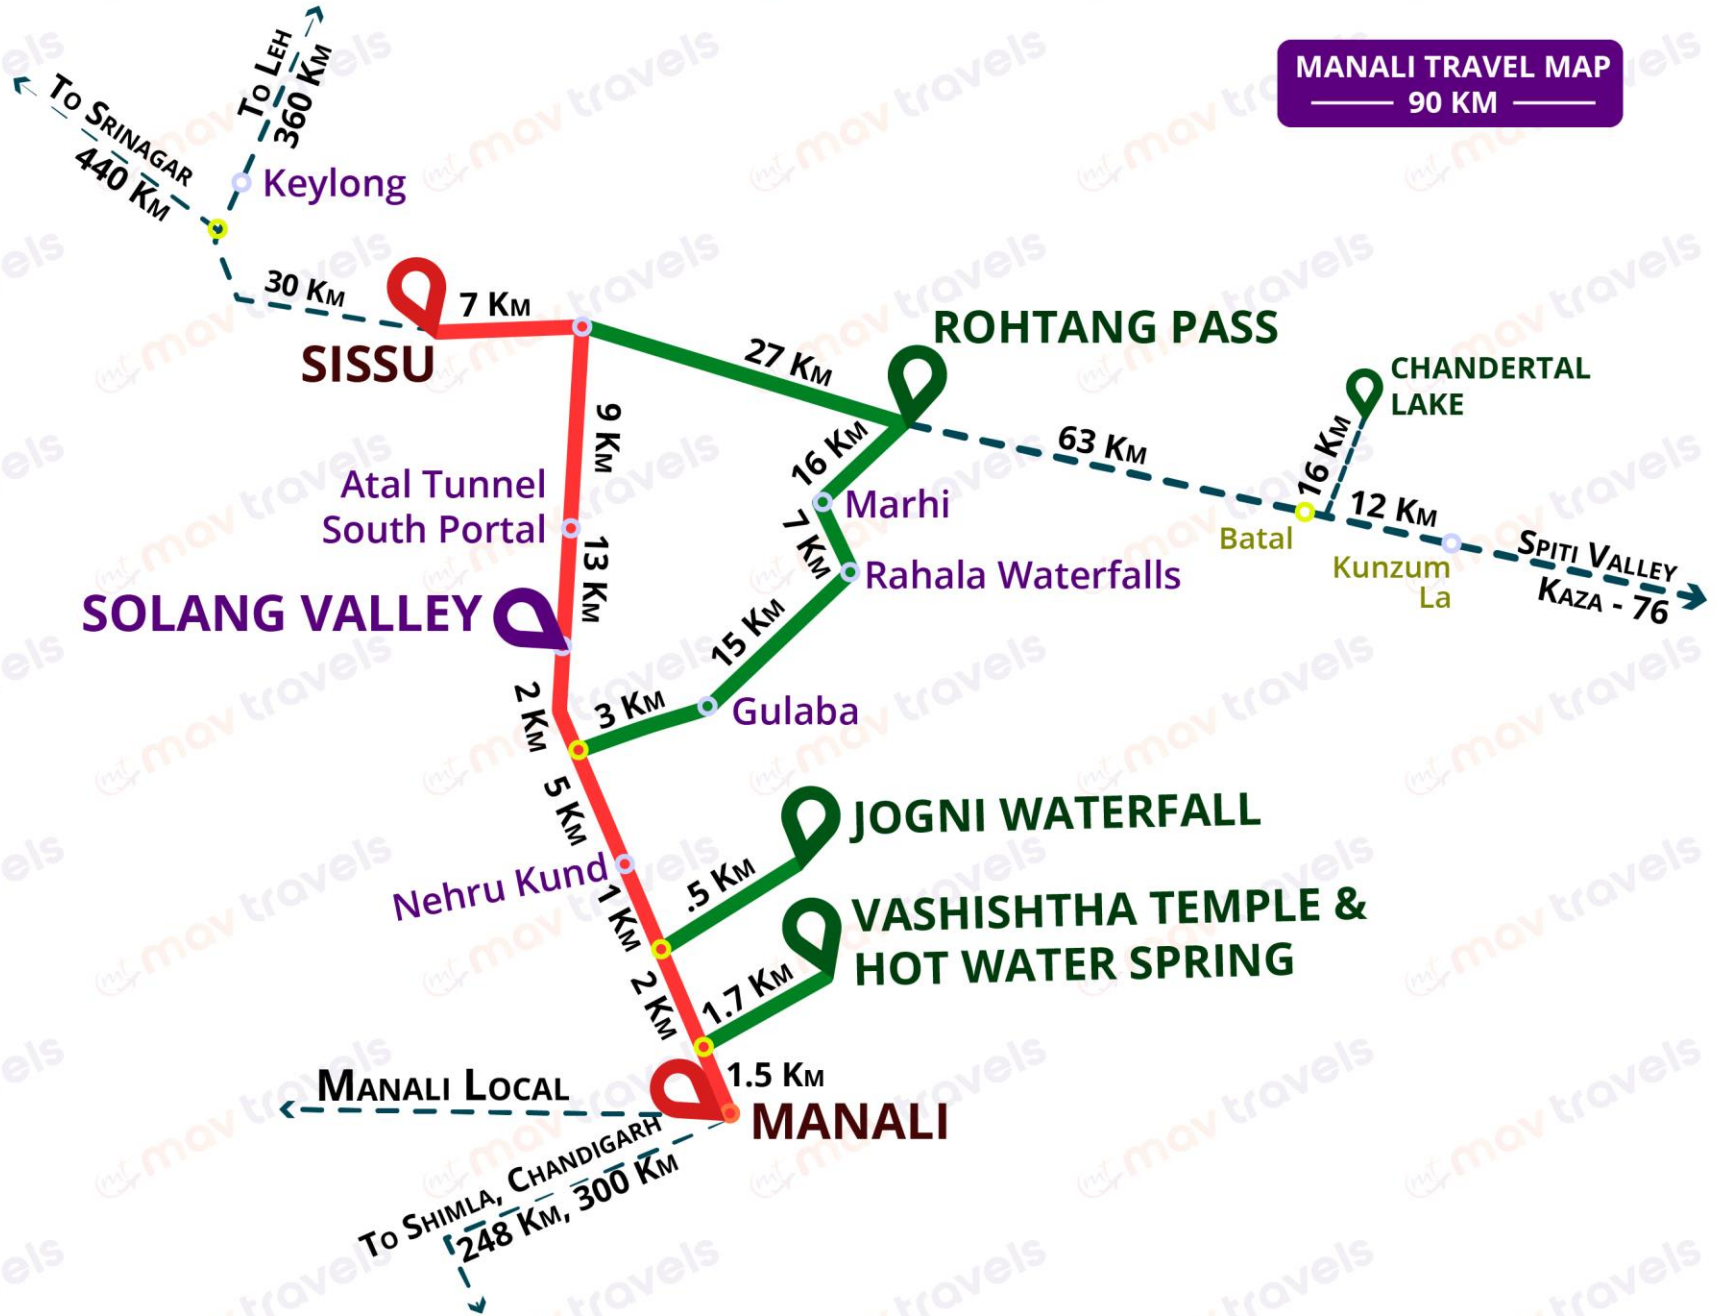 MANALI TRAVEL MAP
90 KM
To Leh
360 Km
To Srinagar
440 Km
Keylong
30 Km
7 Km
SISSU
27 Km
ROHTANG PASS
CHANDERTAL
LAKE
9 Km
16 Km
63 Km
16 Km
12 Km
Atal Tunnel
South Portal
Marhi
Batal
Kunzum
La
Spiti Valley
Kaza - 76
7 Km
13 Km
Rahala Waterfalls
SOLANG VALLEY
15 Km
2 Km
3 Km
Gulaba
5 Km
JOGNI WATERFALL
Nehru Kund
.5 Km
1 Km
VASHISHTHA TEMPLE &
HOT WATER SPRING
2 Km
1.7 Km
1.5 Km
Manali Local
MANALI
To Shimla, Chandigarh
248 Km, 300 Km
mt mav travels